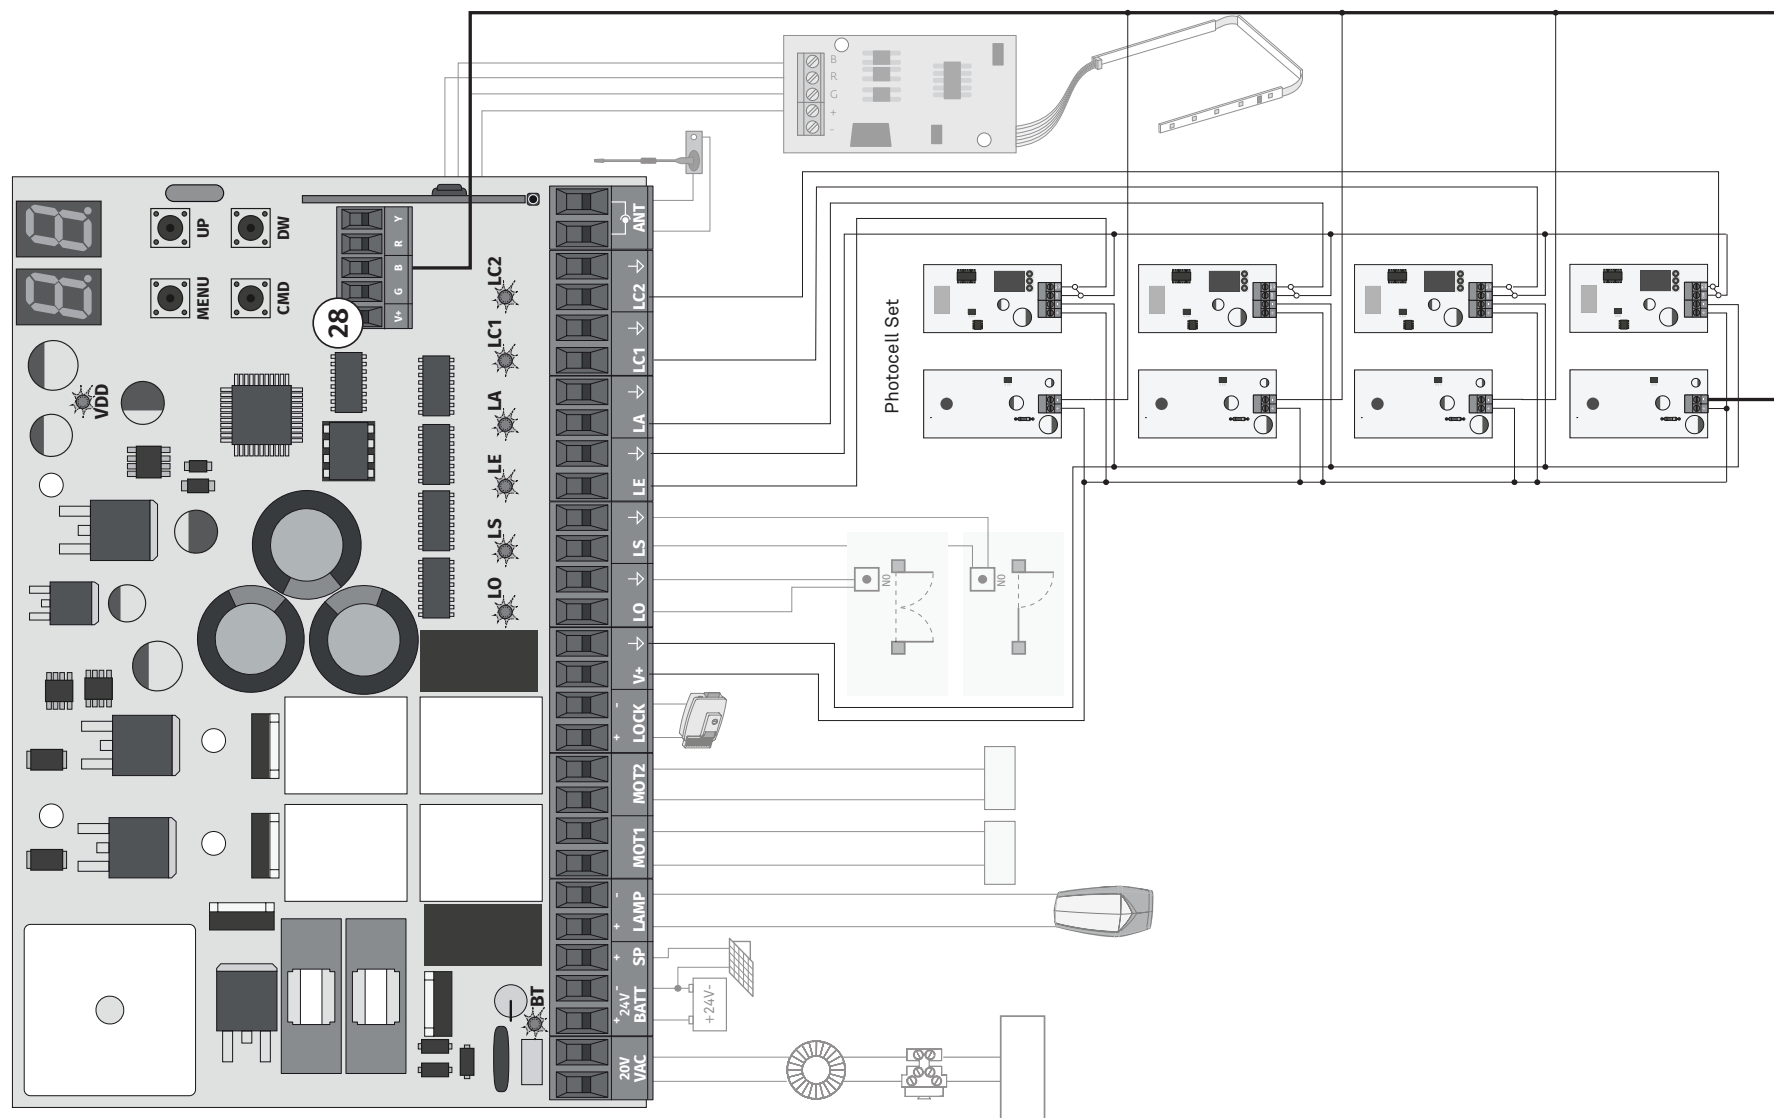 B
R
G
+
-
UP
DW
MENU
CMD
Y
R
B
G
V+
28
VDD
LC2
LC1
LA
LE
LS
LO
BT
ANT
LC2
LC1
LA
LE
LS
LO
V+
- LOCK +
MOT2
MOT1
- LAMP +
+ SP
- 24V +
BATT
20V
VAC
NO
NO
+24V-
Photocell Set